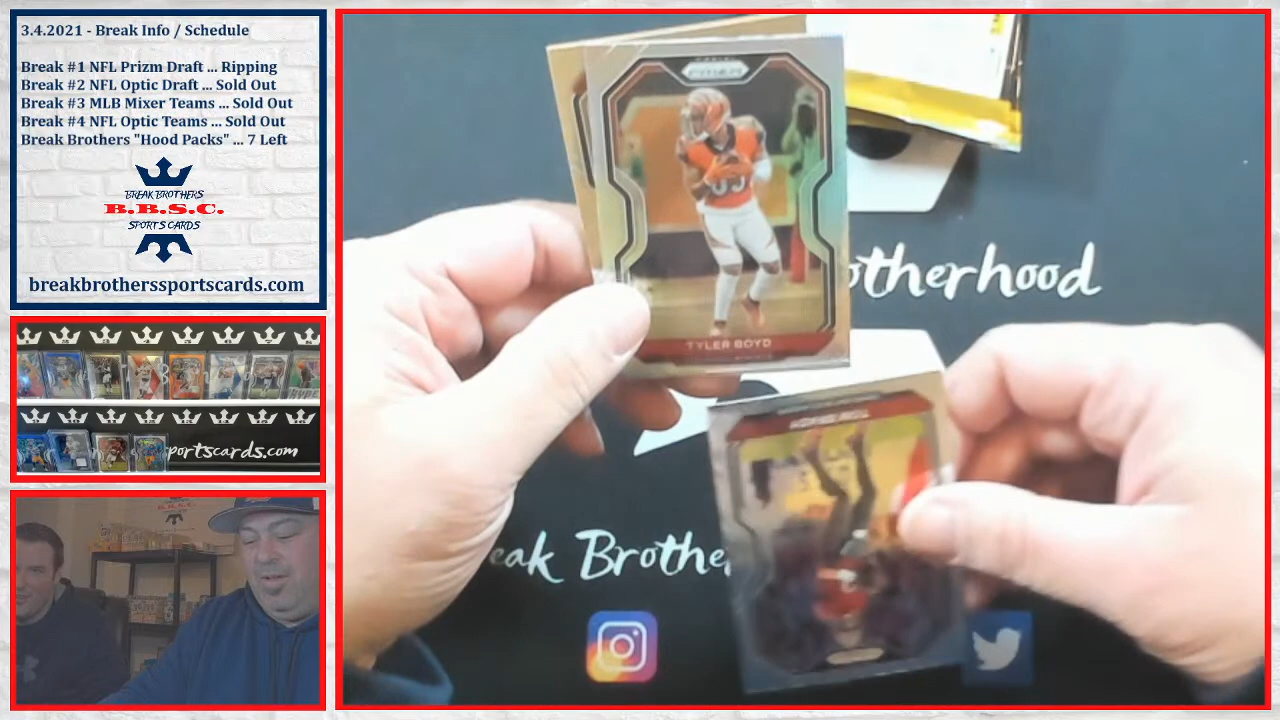 3.4.2021 - Break Info / Schedule
Break #1 NFL Prizm Draft ... Ripping
Break #2 NFL Optic Draft ... Sold Out
Break #3 MLB Mixer Teams ... Sold Out
Break #4 NFL Optic Teams ... Sold Out
Break Brothers "Hood Packs" ... 7 Left
BREAK BROTHERS
B.B.S.C.
SPORTS CARDS
breakbrotherssportscards.com
PRIZM
TYLER BOYD
otherhood
eak Brothe
portscards.com
B.B.S.C.